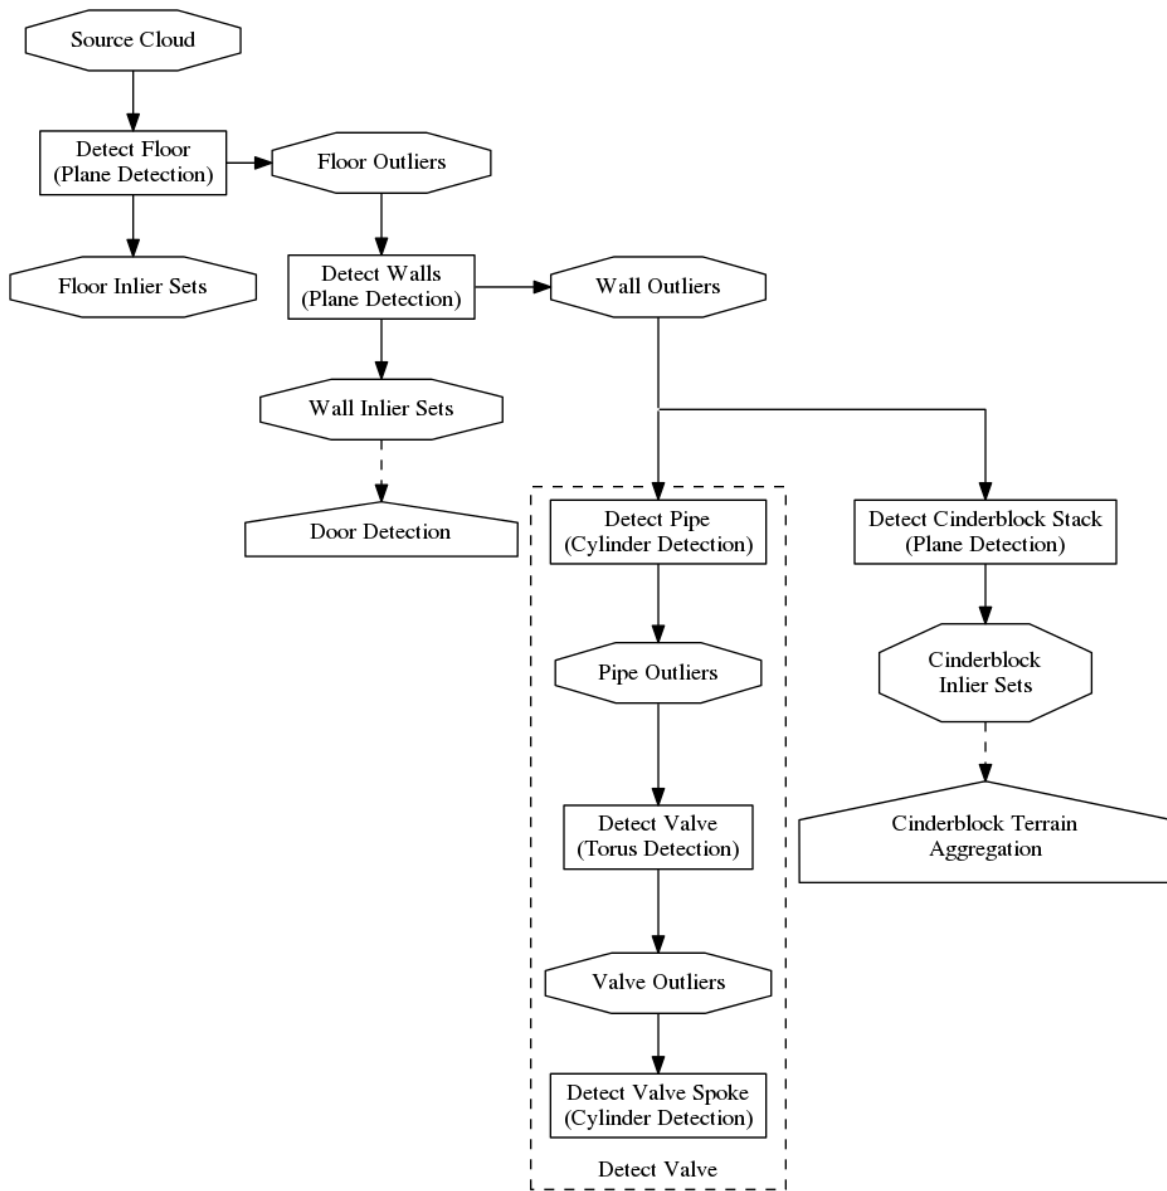 Source Cloud
Detect Floor
(Plane Detection)
Floor Outliers
Floor Inlier Sets
Detect Walls
(Plane Detection)
Wall Outliers
Wall Inlier Sets
Door Detection
Detect Pipe
(Cylinder Detection)
Detect Cinderblock Stack
(Plane Detection)
Pipe Outliers
Cinderblock
Inlier Sets
Detect Valve
(Torus Detection)
Cinderblock Terrain
Aggregation
Valve Outliers
Detect Valve Spoke
(Cylinder Detection)
Detect Valve